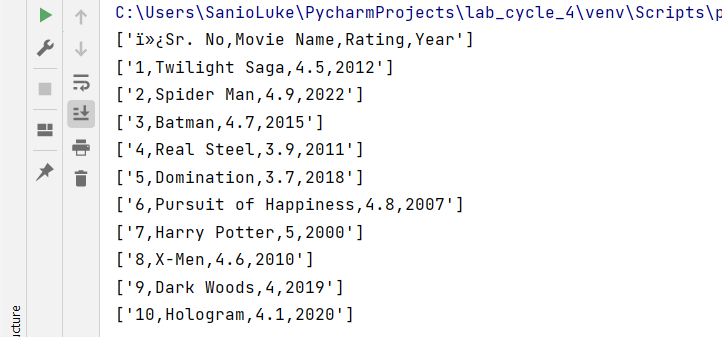 C:\Users\SanioLuke\PycharmProjects\lab_cycle_4\venv\Scripts\p
['ï»¿Sr. No,Movie Name,Rating,Year']
['1,Twilight Saga,4.5,2012']
['2,Spider Man,4.9,2022']
['3,Batman,4.7,2015']
['4,Real Steel,3.9,2011']
['5,Domination,3.7,2018']
['6,Pursuit of Happiness,4.8,2007']
['7,Harry Potter,5,2000']
['8,X-Men,4.6,2010']
['9,Dark Woods,4,2019']
['10,Hologram,4.1,2020']
ucture